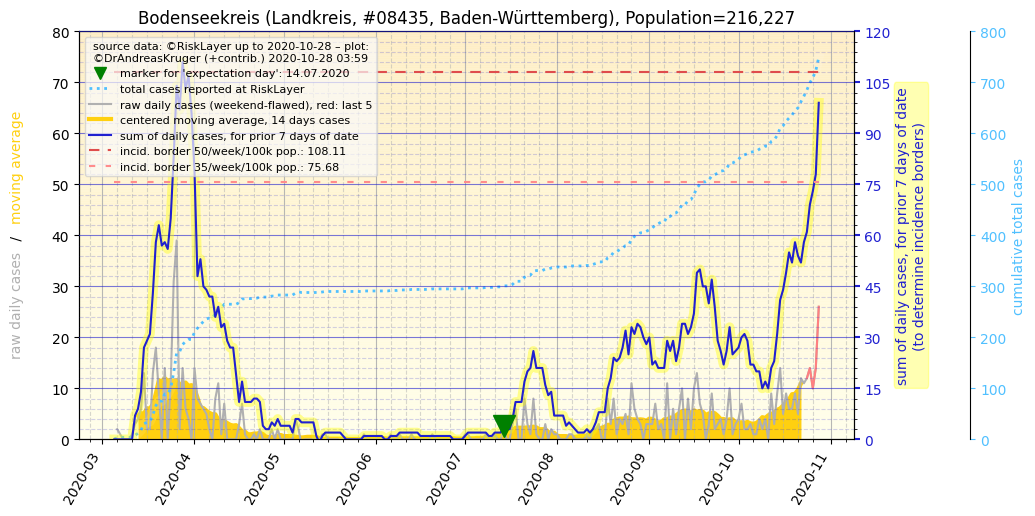 Bodenseekreis (Landkreis, #08435, Baden-Württemberg), Population=216,227
source data: ©RiskLayer up to 2020-10-28 – plot:
©DrAndreasKruger (+contrib.) 2020-10-28 03:59
marker for 'expectation day': 14.07.2020
total cases reported at RiskLayer
raw daily cases (weekend-flawed), red: last 5
centered moving average, 14 days cases
sum of daily cases, for prior 7 days of date
incid. border 50/week/100k pop.: 108.11
incid. border 35/week/100k pop.: 75.68
raw daily cases / moving average
80
70
60
50
40
30
20
10
0
2020-03
2020-04
2020-05
2020-06
2020-07
2020-08
2020-09
2020-10
2020-11
120
105
90
75
60
45
30
15
0
sum of daily cases, for prior 7 days of date
(to determine incidence borders)
800
700
600
500
400
300
200
100
0
cumulative total cases